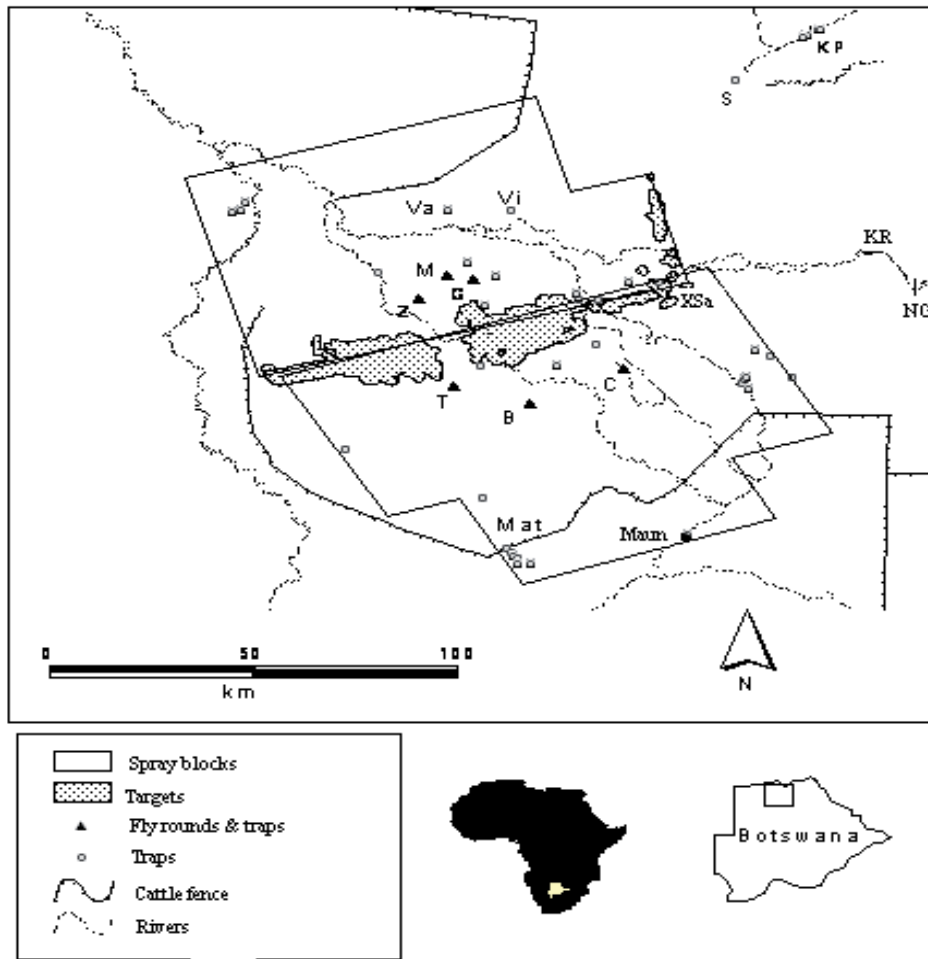 KP
S
Va
Vi
KR
M
G
NG
Z
XSa
C
T
B
Mat
Maun
0 50 100
km
N
Spray blocks
Targets
Fly rounds & traps
Traps
Cattle fence
Rivers
Botswana